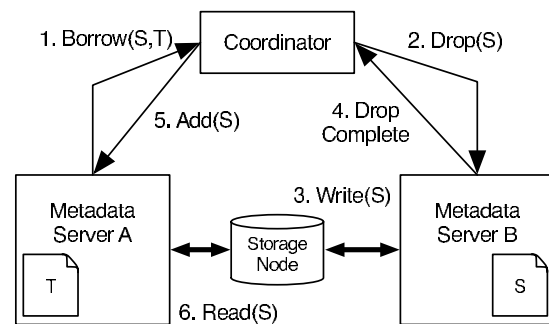 1. Borrow(S,T)
Coordinator
2. Drop(S)
5. Add(S)
4. Drop
Complete
Metadata
Server A
T
3. Write(S)
Storage
Node
Metadata
Server B
S
6. Read(S)